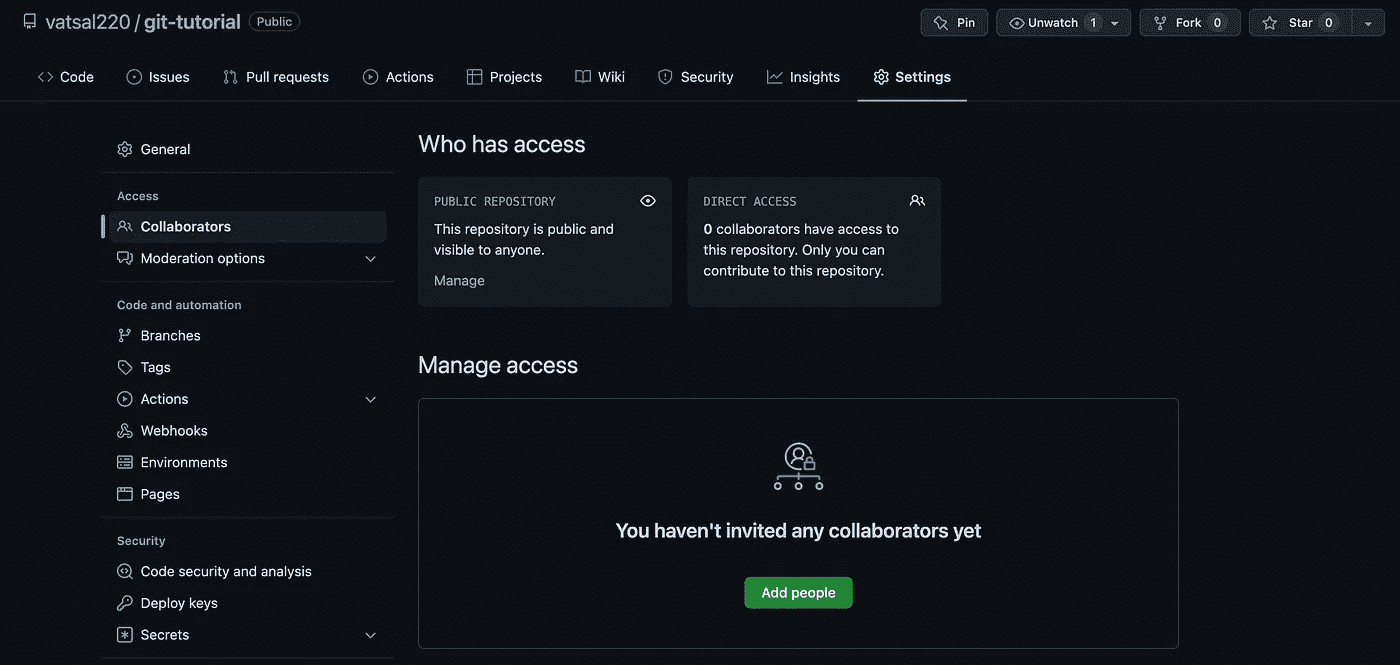 vatsal220 / git-tutorial Public
Pin Unwatch 1 Fork 0 Star 0
Code Issues Pull requests Actions Projects Wiki Security Insights Settings
General
Access
Collaborators
Moderation options
Code and automation
Branches
Tags
Actions
Webhooks
Environments
Pages
Security
Code security and analysis
Deploy keys
Secrets
Who has access
PUBLIC REPOSITORY
This repository is public and
visible to anyone.
Manage
DIRECT ACCESS
0 collaborators have access to
this repository. Only you can
contribute to this repository.
Manage access
You haven't invited any collaborators yet
Add people